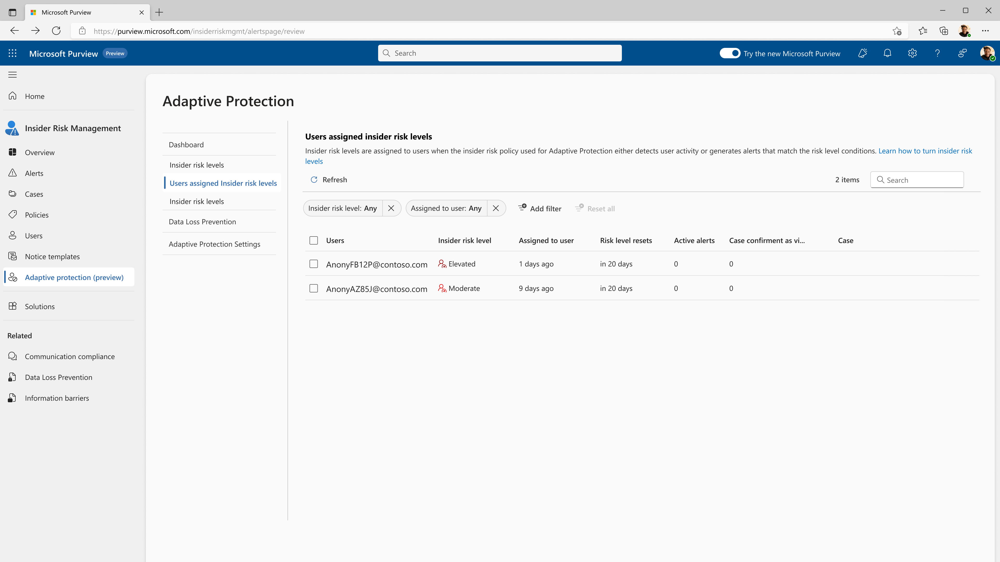 Microsoft Purview
https://purview.microsoft.com/insiderriskmgmt/alertspage/review
Microsoft Purview Preview
Search
Try the new Microsoft Purview
Home
Insider Risk Management
Overview
Alerts
Cases
Policies
Users
Notice templates
Adaptive protection (preview)
Solutions
Related
Communication compliance
Data Loss Prevention
Information barriers
Adaptive Protection
Dashboard
Insider risk levels
Users assigned Insider risk levels
Insider risk levels
Data Loss Prevention
Adaptive Protection Settings
Users assigned insider risk levels
Insider risk levels are assigned to users when the insider risk policy used for Adaptive Protection either detects user activity or generates alerts that match the risk level conditions. Learn how to turn insider risk
levels
Refresh 2 items Search
Insider risk level: Any Assigned to user: Any Add filter Reset all
Users Insider risk level Assigned to user Risk level resets Active alerts Case confirment as vi... Case
AnonyFB12P@contoso.com Elevated 1 days ago in 20 days 0 0
AnonyAZ85J@contoso.com Moderate 9 days ago in 20 days 0 0